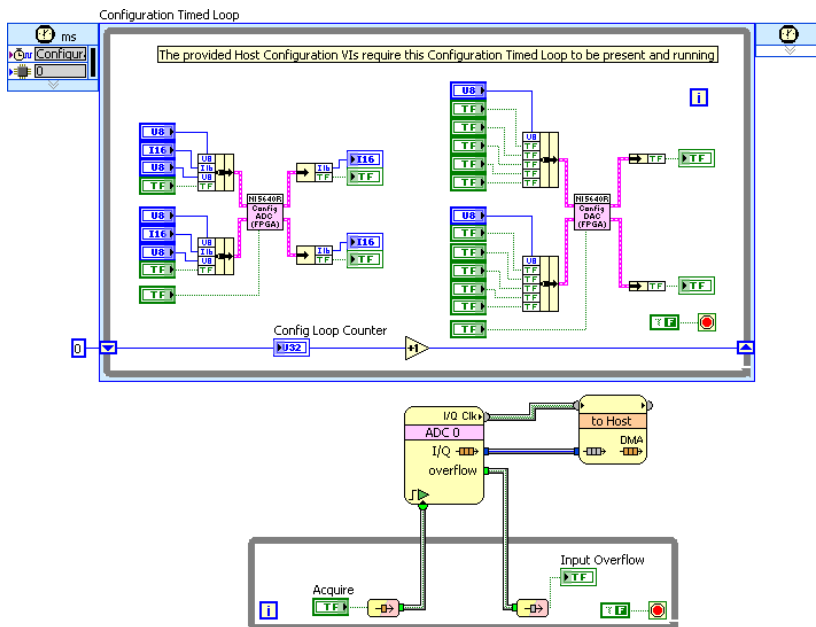 Configuration Timed Loop
ms
Configur
0
The provided Host Configuration VIs require this Configuration Timed Loop to be present and running
i
U8
I16
U8
TF
U8
I16
U8
TF
TF
U8
I16
U8
TF
U8
I16
U8
TF
NI5640R
Config
ADC
(FPGA)
I16
TF
I16
TF
I16
TF
I16
TF
U8
TF
TF
TF
TF
TF
U8
TF
TF
TF
TF
TF
TF
U8
TF
TF
TF
TF
TF
U8
TF
TF
TF
TF
TF
NI5640R
Config
DAC
(FPGA)
TF
TF
TF
TF
F
0
Config Loop Counter
U32
+1
I/Q Clk
ADC 0
I/Q
overflow
to Host
DMA
Acquire
TF
Input Overflow
TF
i
F